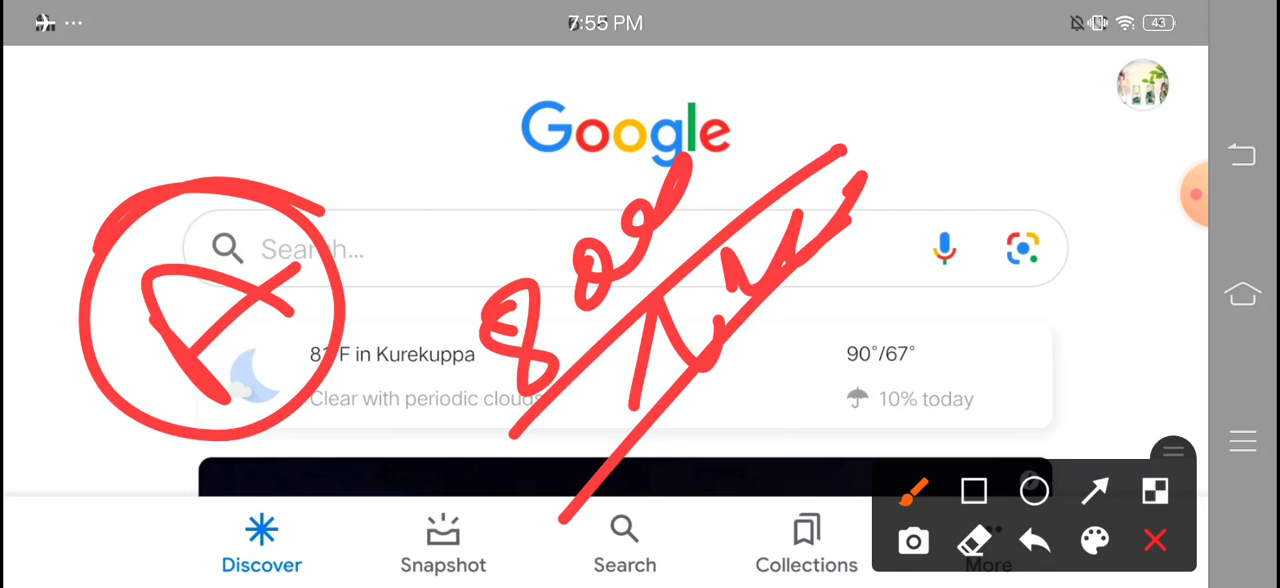 7:55 PM
43
Google
Search...
A
F in Kurekuppa
90°/67°
Clear with periodic clouds
10% today
Discover
Snapshot
Search
Collections
More